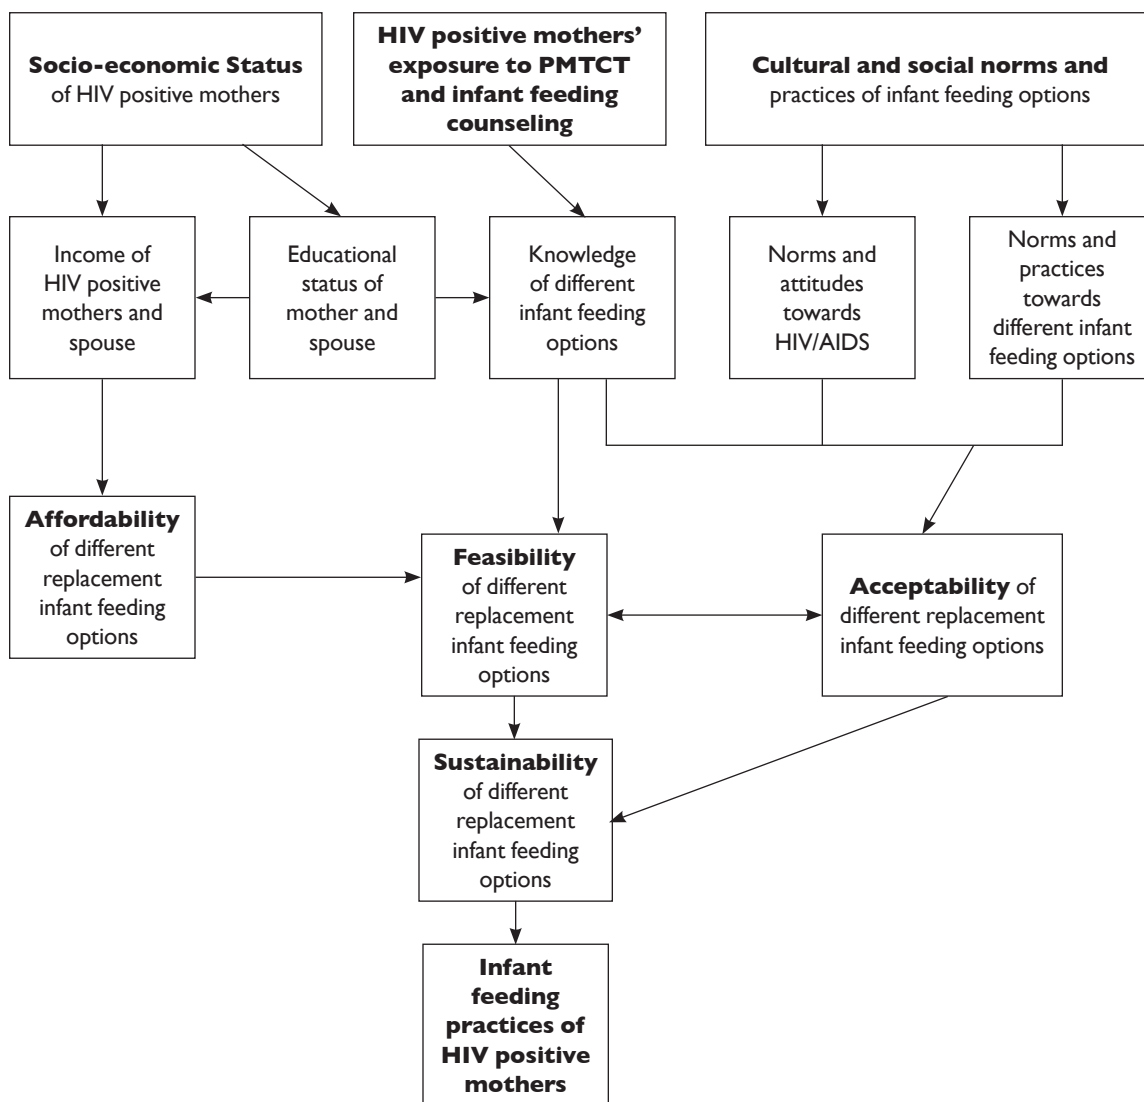 Socio-economic Status
of HIV positive mothers
HIV positive mothers’
exposure to PMTCT
and infant feeding
counseling
Cultural and social norms and
practices of infant feeding options
Income of
HIV positive
mothers and
spouse
Educational
status of
mother and
spouse
Knowledge
of different
infant feeding
options
Norms and
attitudes
towards
HIV/AIDS
Norms and
practices
towards
different infant
feeding options
Affordability
of different
replacement
infant feeding
options
Feasibility
of different
replacement
infant feeding
options
Acceptability of
different replacement
infant feeding options
Sustainability
of different
replacement
infant feeding
options
Infant
feeding
practices of
HIV positive
mothers